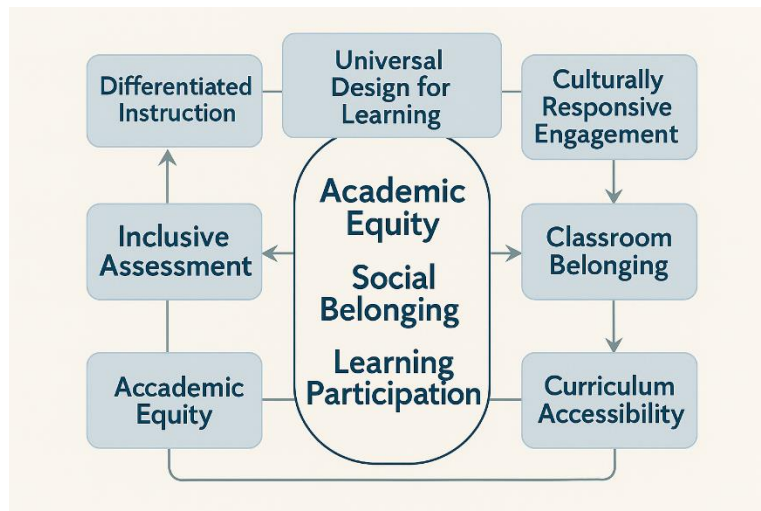 Differentiated
Instruction
Universal
Design for
Learning
Culturally
Responsive
Engagement
Inclusive
Assessment
Academic
Equity
Social
Belonging
Learning
Participation
Classroom
Belonging
Accademic
Equity
Curriculum
Accessibility